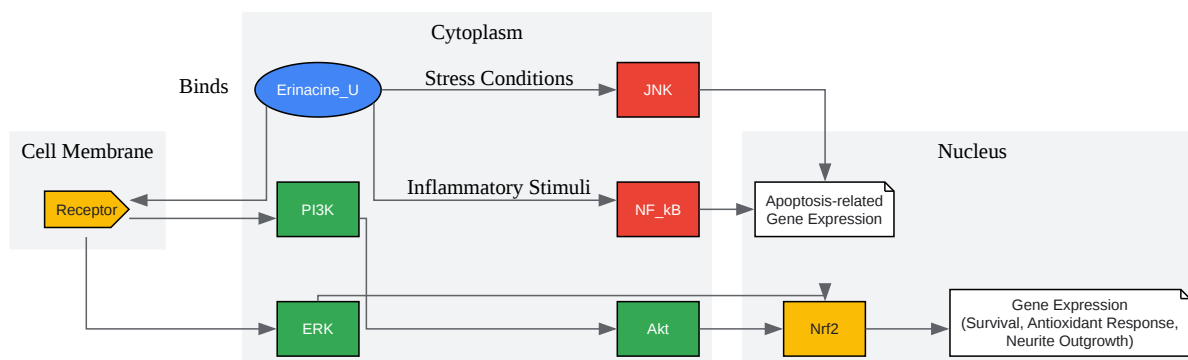 Cytoplasm
Binds
Erinacine_U
Stress Conditions
JNK
Cell Membrane
Nucleus
Receptor
PI3K
Inflammatory Stimuli
NF_kB
Apoptosis-related
Gene Expression
ERK
Akt
Nrf2
Gene Expression
(Survival, Antioxidant Response,
Neurite Outgrowth)